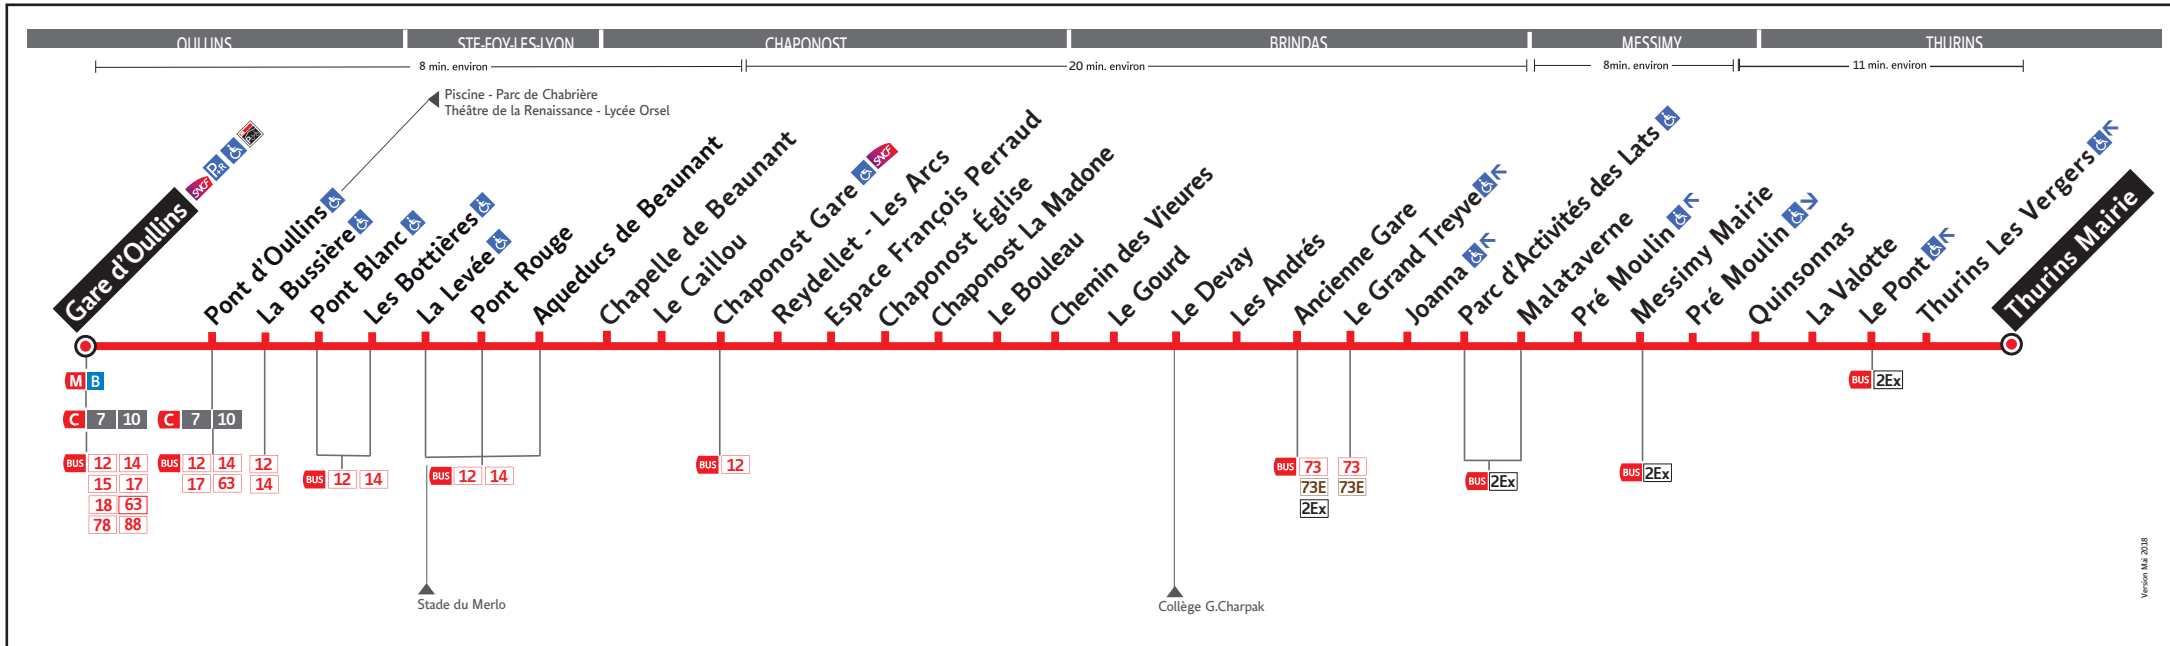 OULLINS
STE-FOY-LES-LYON
CHAPONOST
BRINDAS
MESSIMY
THURINS
8 min. environ
20 min. environ
8min. environ
11 min. environ
Piscine - Parc de Chabrière
Théâtre de la Renaissance - Lycée Orsel
Gare d'Oullins
SNCF
P+R
Pont d'Oullins
La Bussière
Pont Blanc
Les Bottières
La Levée
Pont Rouge
Aqueducs de Beaunant
Chapelle de Beaunant
Le Caillou
Chaponost Gare
SNCF
Reydellet - Les Arcs
Espace François Perraud
Chaponost Église
Chaponost La Madone
Le Bouleau
Chemin des Vieures
Le Gourd
Le Devay
Les Andrés
Ancienne Gare
Le Grand Treyve
Joanna
Parc d'Activités des Lats
Malataverne
Pré Moulin
Messimy Mairie
Pré Moulin
Quinsonnas
La Valotte
Le Pont
Thurins Les Vergers
Thurins Mairie
M B
C 7 10
BUS 12 14
15 17
18 63
78 88
C 7 10
BUS 12 14
17 63
12
14
BUS 12 14
BUS 12 14
BUS 12
BUS 73
73E
2Ex
73
73E
BUS 2Ex
BUS 2Ex
BUS 2Ex
Stade du Merlo
Collège G.Charpak
Version Mai 2018